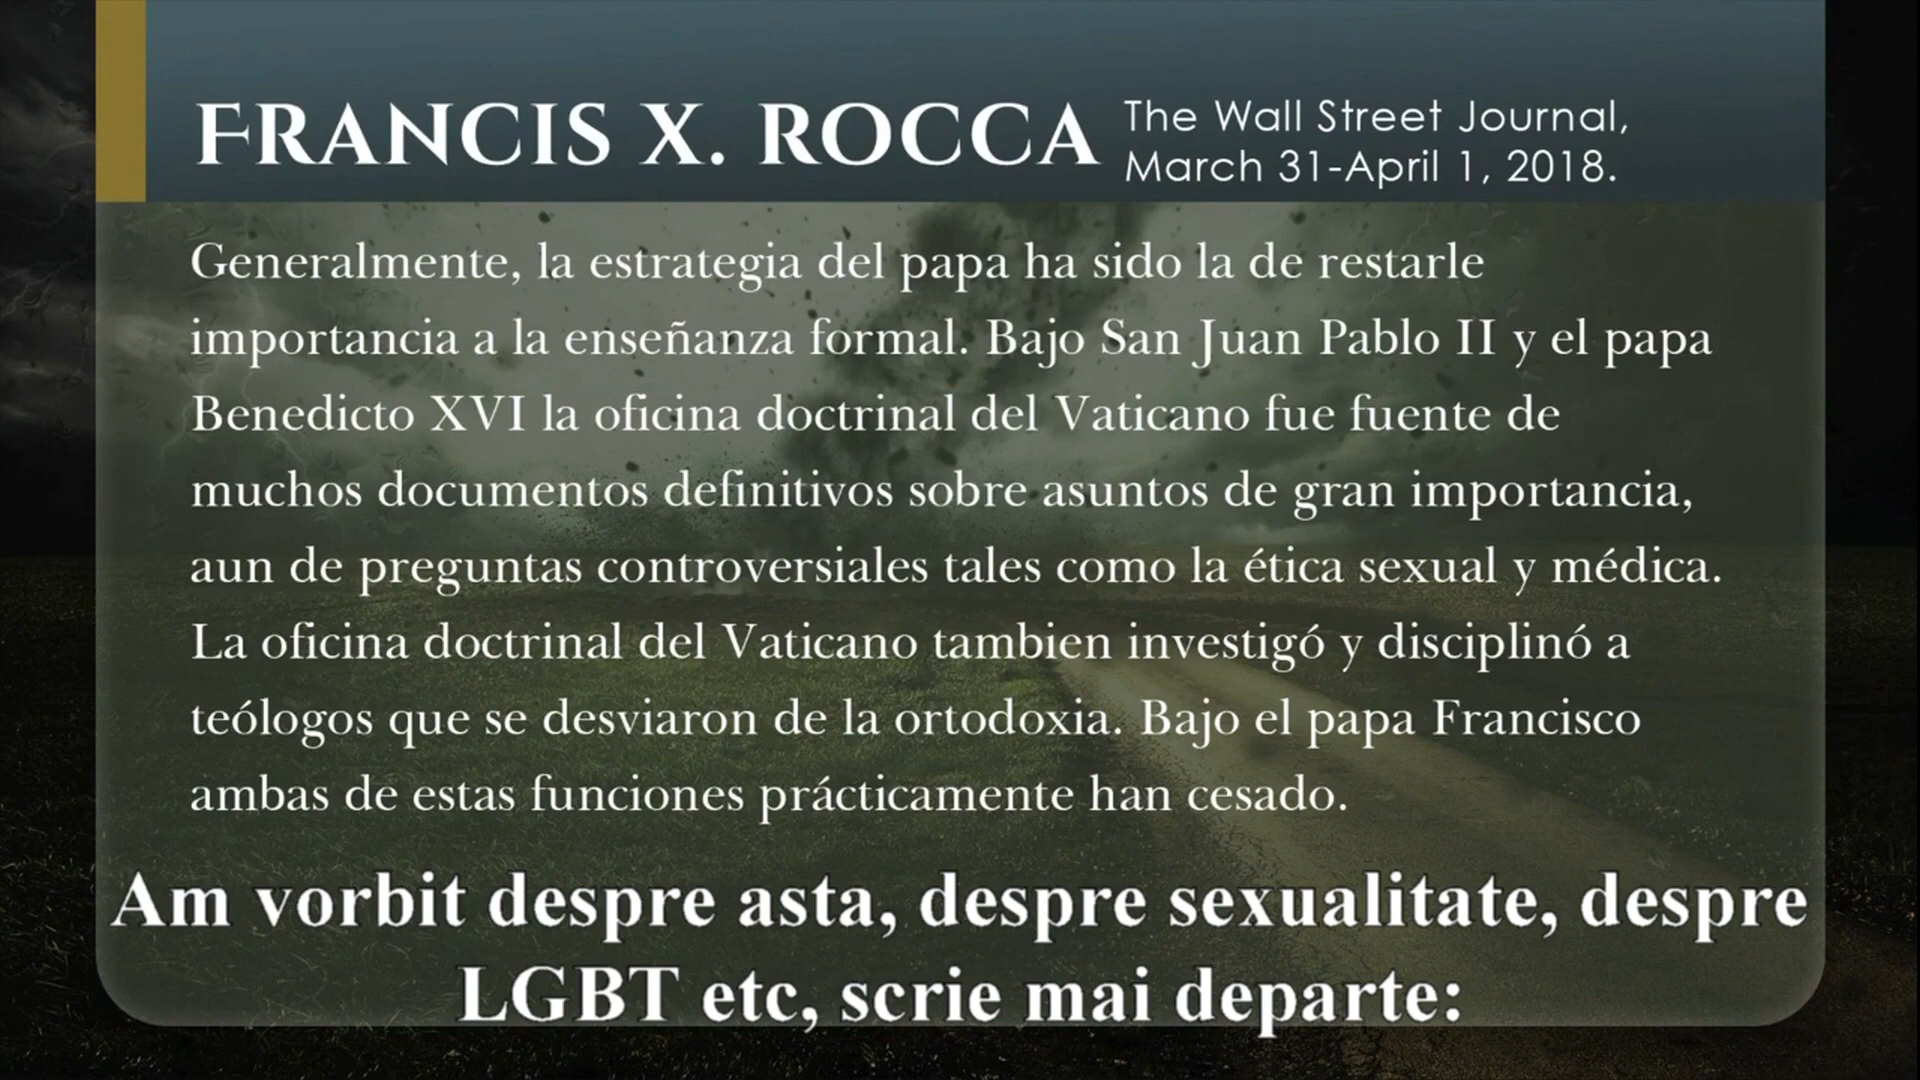 FRANCIS X. ROCCA
The Wall Street Journal,
March 31-April 1, 2018.
Generalmente, la estrategia del papa ha sido la de restarle
importancia a la enseñanza formal. Bajo San Juan Pablo II y el papa
Benedicto XVI la oficina doctrinal del Vaticano fue fuente de
muchos documentos definitivos sobre asuntos de gran importancia,
aun de preguntas controversiales tales como la ética sexual y médica.
La oficina doctrinal del Vaticano tambien investigó y disciplinó a
teólogos que se desviaron de la ortodoxia. Bajo el papa Francisco
ambas de estas funciones prácticamente han cesado.
Am vorbit despre asta, despre sexualitate, despre
LGBT etc, scrie mai departe: